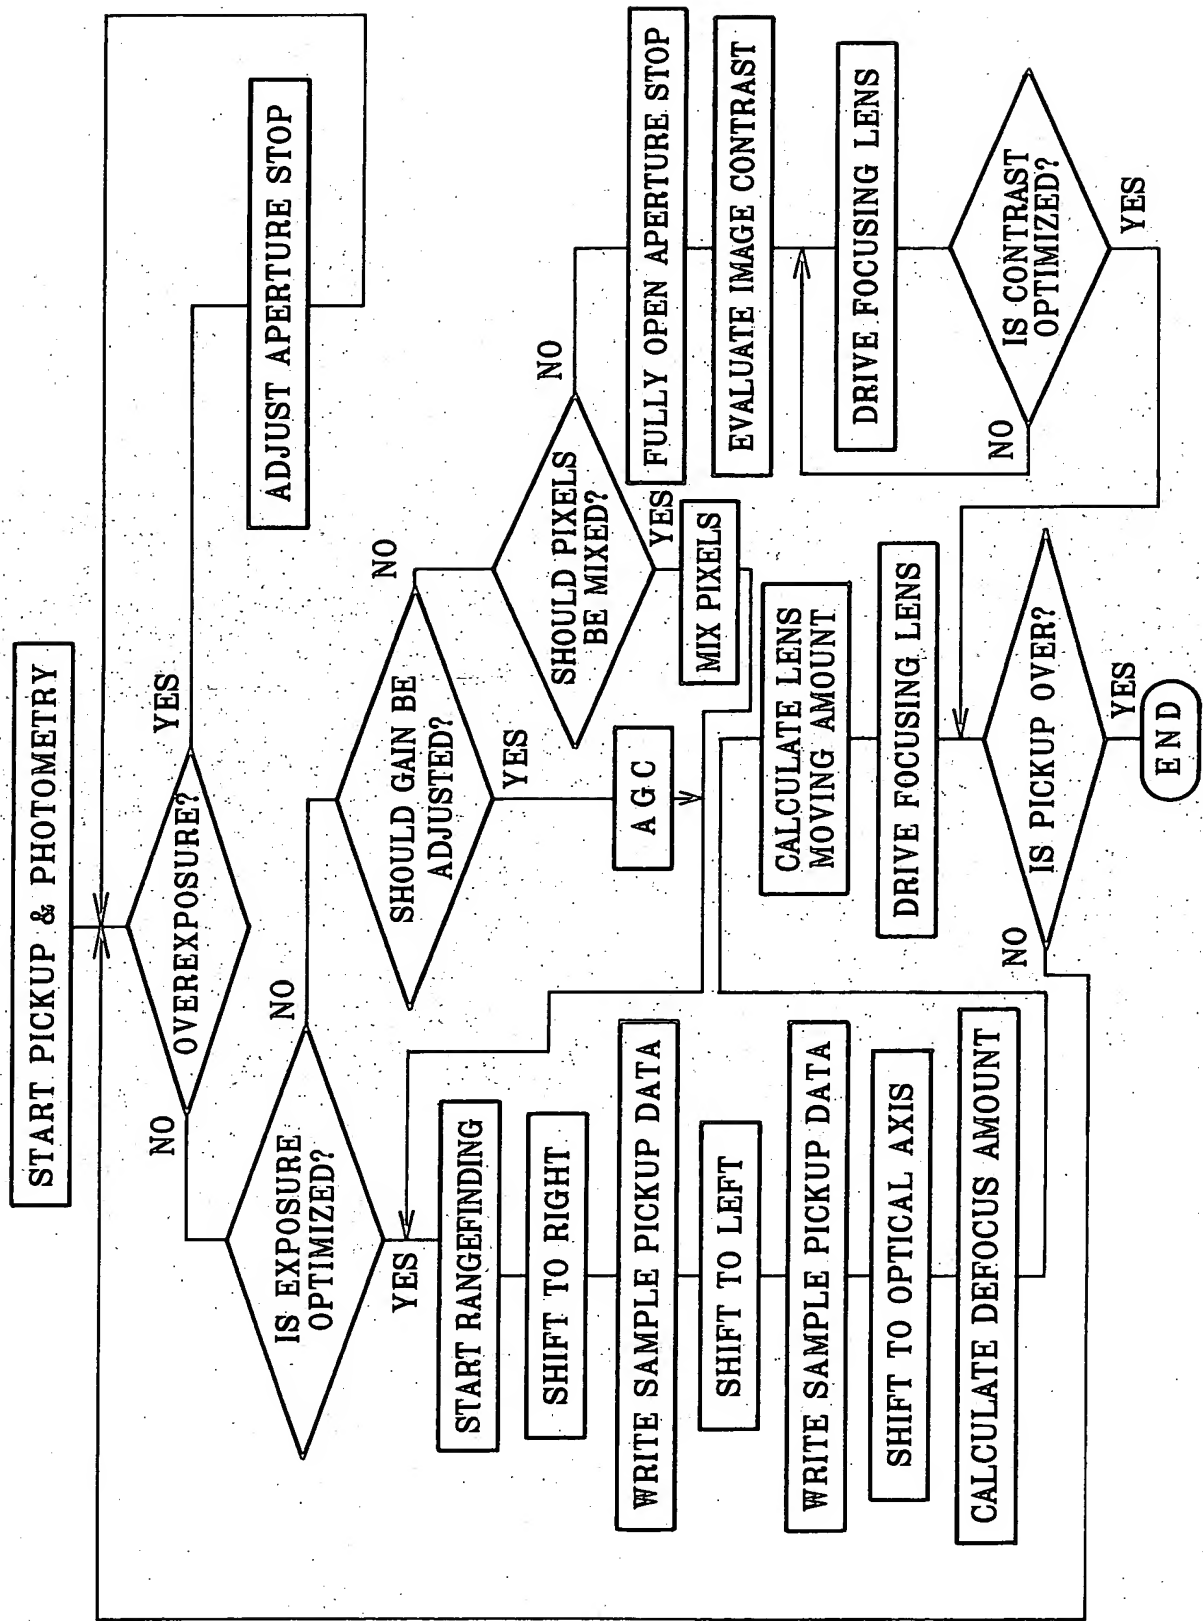 START PICKUP & PHOTOMETRY
OVEREXPOSURE?
YES
NO
ADJUST APERTURE STOP
IS EXPOSURE
OPTIMIZED?
NO
YES
SHOULD GAIN BE
ADJUSTED?
NO
YES
SHOULD PIXELS
BE MIXED?
NO
YES
START RANGEFINDING
SHIFT TO RIGHT
WRITE SAMPLE PICKUP DATA
SHIFT TO LEFT
WRITE SAMPLE PICKUP DATA
SHIFT TO OPTICAL AXIS
CALCULATE DEFOCUS AMOUNT
AGC
MIX PIXELS
CALCULATE LENS
MOVING AMOUNT
DRIVE FOCUSING LENS
IS PICKUP OVER?
NO
YES
END
FULLY OPEN APERTURE STOP
EVALUATE IMAGE CONTRAST
DRIVE FOCUSING LENS
IS CONTRAST
OPTIMIZED?
NO
YES